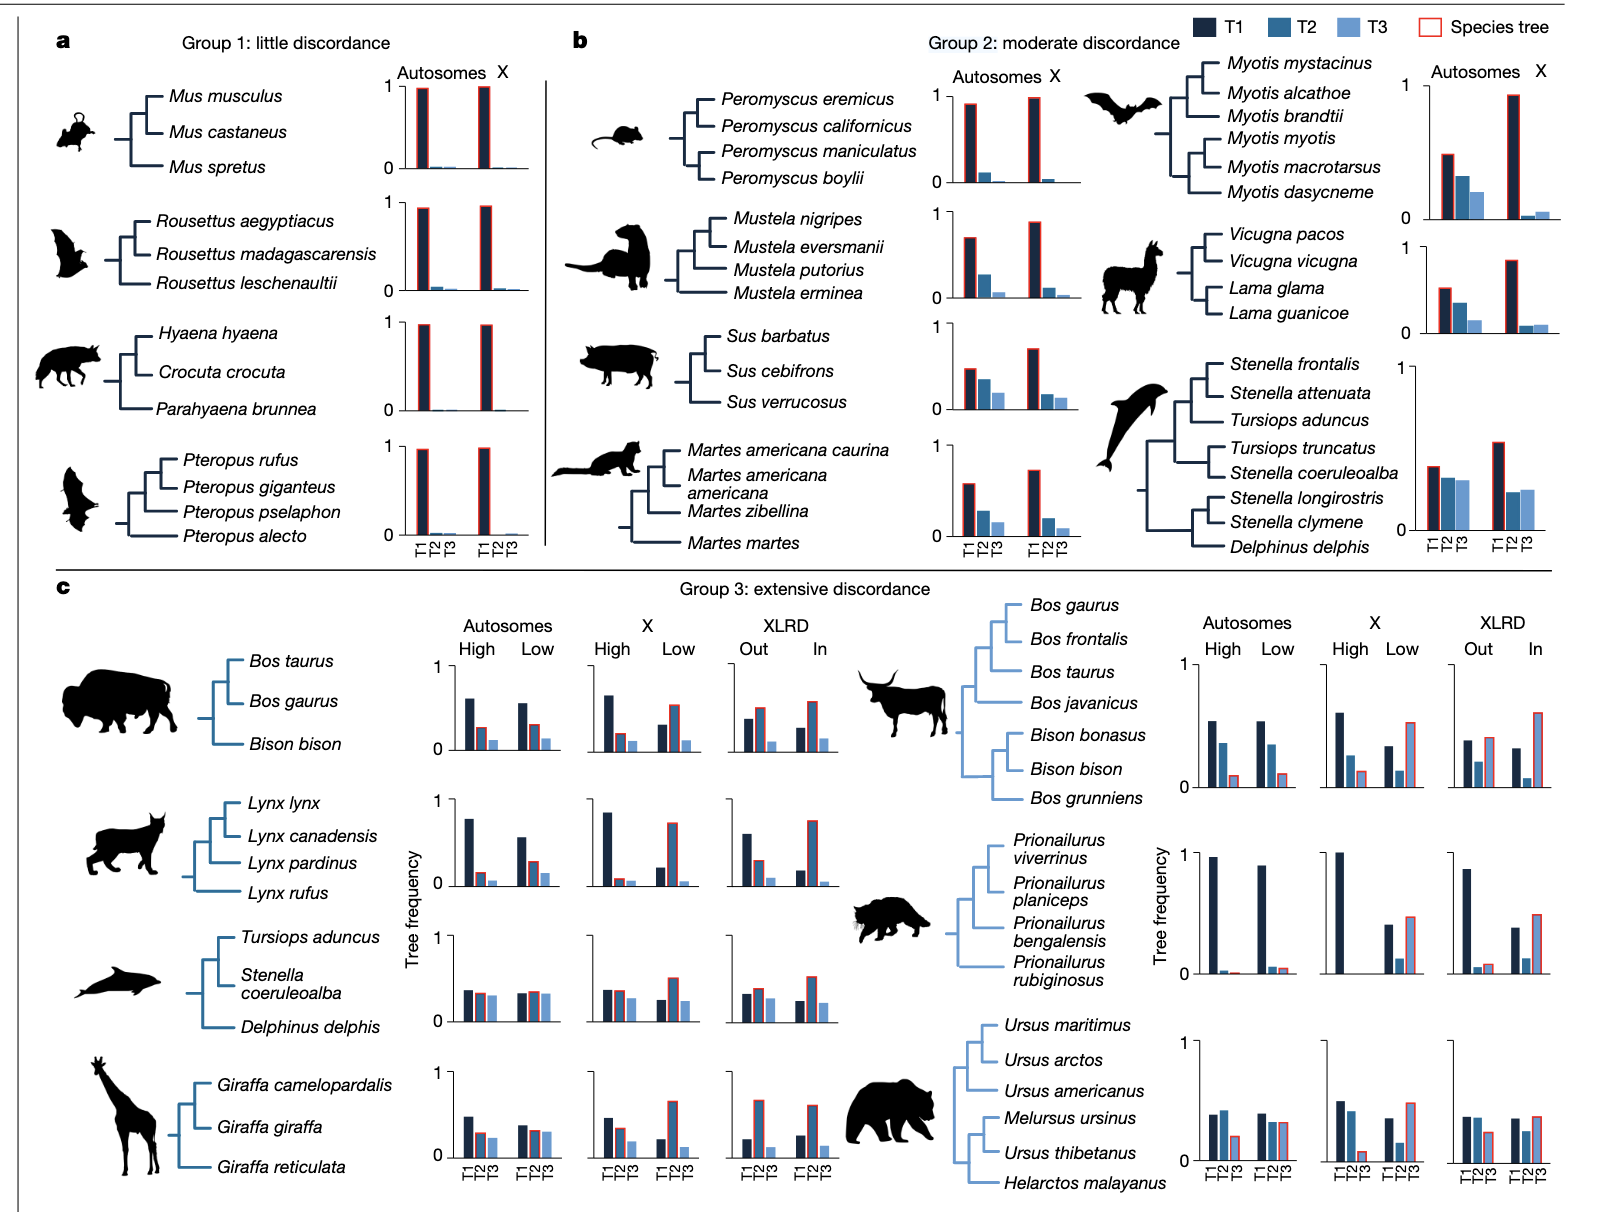 T1 T2 T3 Species tree
a Group 1: little discordance
Autosomes X
1
0
Mus musculus
Mus castaneus
Mus spretus
1
0
Rousettus aegyptiacus
Rousettus madagascarensis
Rousettus leschenaultii
1
0
Hyaena hyaena
Crocuta crocuta
Parahyaena brunnea
1
0
Pteropus rufus
Pteropus giganteus
Pteropus pselaphon
Pteropus alecto
T1 T2 T3 T1 T2 T3
b Group 2: moderate discordance
Autosomes X
1
0
Peromyscus eremicus
Peromyscus californicus
Peromyscus maniculatus
Peromyscus boylii
1
0
Mustela nigripes
Mustela eversmanii
Mustela putorius
Mustela erminea
1
0
Sus barbatus
Sus cebifrons
Sus verrucosus
1
0
Martes americana caurina
Martes americana
americana
Martes zibellina
Martes martes
T1 T2 T3 T1 T2 T3
Autosomes X
1
0
Myotis mystacinus
Myotis alcathoe
Myotis brandtii
Myotis myotis
Myotis macrotarsus
Myotis dasycneme
1
0
Vicugna pacos
Vicugna vicugna
Lama glama
Lama guanicoe
1
0
Stenella frontalis
Stenella attenuata
Tursiops aduncus
Tursiops truncatus
Stenella coeruleoalba
Stenella longirostris
Stenella clymene
Delphinus delphis
T1 T2 T3 T1 T2 T3
c Group 3: extensive discordance
Autosomes X XLRD
High Low High Low Out In
Tree frequency
1
0
Bos taurus
Bos gaurus
Bison bison
1
0
Lynx lynx
Lynx canadensis
Lynx pardinus
Lynx rufus
1
0
Tursiops aduncus
Stenella
coeruleoalba
Delphinus delphis
1
0
Giraffa camelopardalis
Giraffa giraffa
Giraffa reticulata
T1 T2 T3 T1 T2 T3 T1 T2 T3 T1 T2 T3
Autosomes X XLRD
High Low High Low Out In
Tree frequency
1
0
Bos gaurus
Bos frontalis
Bos taurus
Bos javanicus
Bison bonasus
Bison bison
Bos grunniens
1
0
Prionailurus
viverrinus
Prionailurus
planiceps
Prionailurus
bengalensis
Prionailurus
rubiginosus
1
0
Ursus maritimus
Ursus arctos
Ursus americanus
Melursus ursinus
Ursus thibetanus
Helarctos malayanus
T1 T2 T3 T1 T2 T3 T1 T2 T3 T1 T2 T3 T1 T2 T3 T1 T2 T3